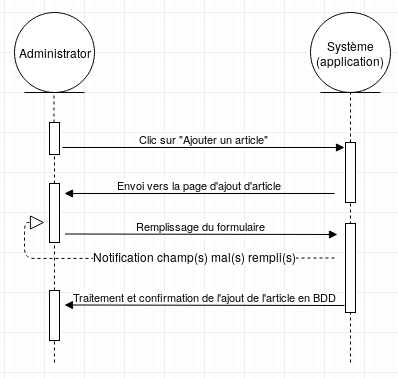 Administrator
Système
(application)
Clic sur "Ajouter un article"
Envoi vers la page d'ajout d'article
Remplissage du formulaire
Notification champ(s) mal(s) rempli(s)
Traitement et confirmation de l'ajout de l'article en BDD